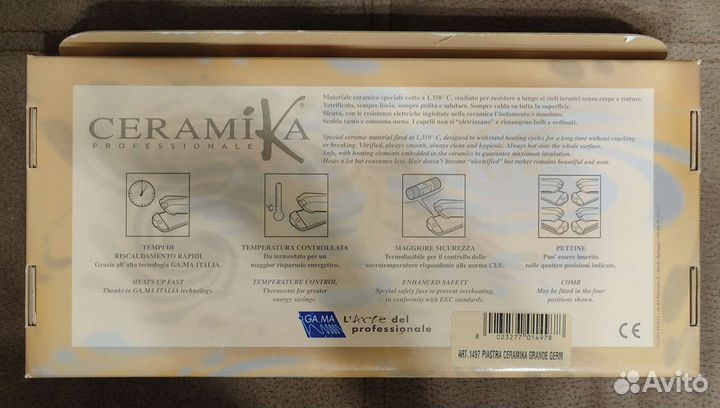 Materiale ceramico speciale cotto a 1.350° C, studiato per resistere a lungo ai cicli termici senza crepe e rotture.
Vetrificata, sempre liscia, sempre pulita e salubre. Sempre calda su tutta la superficie.
Sicura, con le resistenze elettriche inglobate nella ceramica l'isolamento è massimo.
Scalda tanto e consuma meno. I capelli non si "elettrizzano" e rimangono belli e ordinati.
CERAMIKA
PROFESSIONALE
Special ceramic material fired at 1,350° C, designed to withstand heating cycles for a long time without cracking
or breaking. Vitrified, always smooth, always clean and hygienic. Always hot over the whole surface.
Safe, with heating elements embedded in the ceramics to guarantee maximum insulation.
Heats a lot but consumes less. Hair doesn't become "electrified" but rather remains beautiful and neat.
°C
TEMPI DI
RISCALDAMENTO RAPIDI
Grazie all'alta tecnologia GA.MA ITALIA.
HEATS UP FAST
Thanks to GA.MA ITALIA technology.
TEMPERATURA CONTROLLATA
Da termostato per un
maggior risparmio energetico.
TEMPERATURE CONTROL
Thermostat for greater
energy savings.
MAGGIORE SICUREZZA
Termofusibile per il controllo delle
sovratemperature rispondente alle norme CEE.
ENHANCED SAFETY
Special safety fuse to prevent overheating,
in conformity with EEC standards.
PETTINE
Puo' essere inserito
nelle quattro posizioni indicate.
COMB
May be fitted in the four
positions shown.
GA.MA
L'Arte del
professionale
8 023277 014978
ART.1497 PIASTRA CERAMIKA GRANDE GERM
CE
Avito